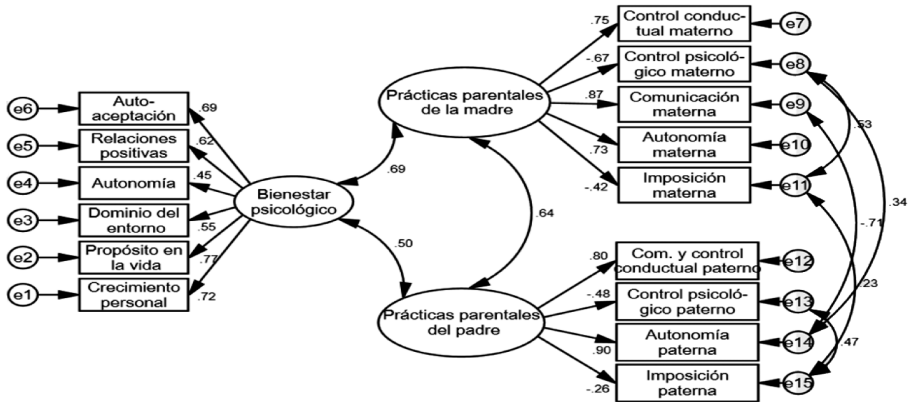 .75
Control conduc-
tual materno
e7
-.67
Control psicoló-
gico materno
e8
Prácticas parentales
de la madre
.87
Comunicación
materna
e9
.53
e6
Auto-
aceptación
.69
Autonomía
materna
e10
e5
Relaciones
positivas
.62
.73
-.42
Imposición
materna
e11
e4
Autonomía
.45
.69
Bienestar
psicológico
.34
e3
Dominio del
entorno
.55
.64
-.71
e2
Propósito en
la vida
.77
.50
.80
Com. y control
conductual paterno
e12
e1
Crecimiento
personal
.72
-.48
Control psicoló-
gico paterno
e13
.23
Prácticas parentales
del padre
.90
Autonomía
paterna
e14
.47
-.26
Imposición
paterna
e15